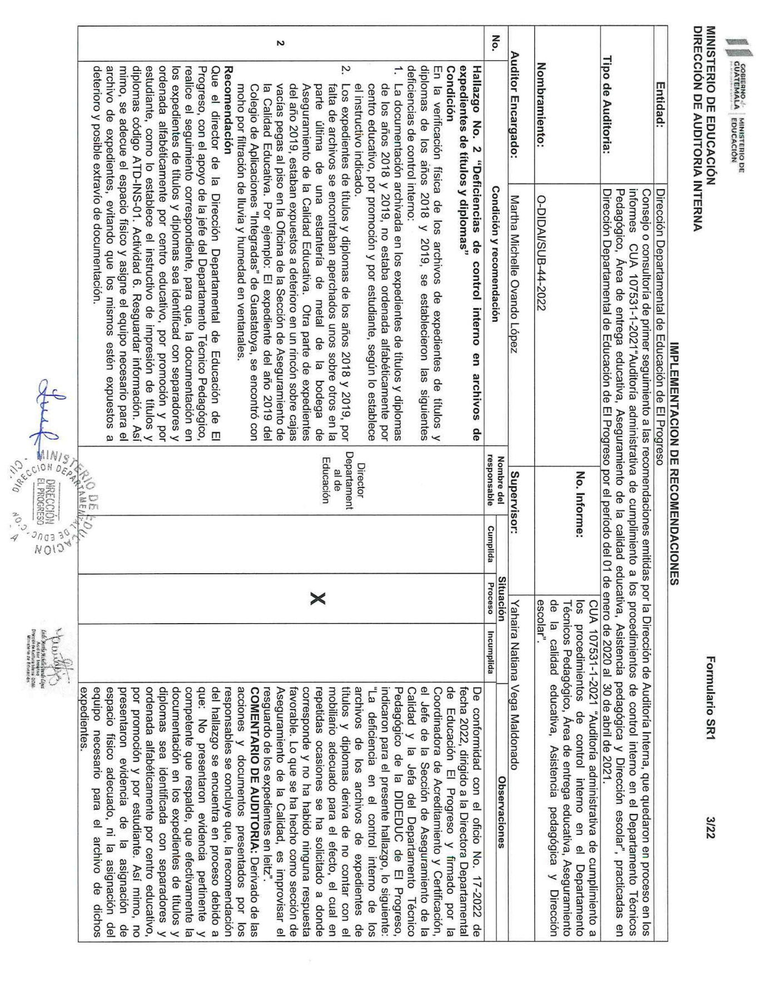 GOBIERNO de
GUATEMALA
MINISTERIO DE
EDUCACIÓN
MINISTERIO DE EDUCACIÓN
DIRECCIÓN DE AUDITORIA INTERNA
Formulario SR1
3/22
IMPLEMENTACION DE RECOMENDACIONES
Entidad:
Dirección Departamental de Educación de El Progreso
Tipo de Auditoria:
Consejo o consultoría de primer seguimiento a las recomendaciones emitidas por la Dirección de Auditoría Interna, que quedaron en proceso en los
informes CUA 107531-1-2021“Auditoría administrativa de cumplimiento a los procedimientos de control interno en el Departamento Técnicos
Pedagógico, Área de entrega educativa, Aseguramiento de la calidad educativa, Asistencia pedagógica y Dirección escolar”, practicadas en
Dirección Departamental de Educación de El Progreso por el período del 01 de enero de 2020 al 30 de abril de 2021.
Nombramiento:
O-DIDAI/SUB-44-2022
No. Informe:
CUA 107531-1-2021 “Auditoría administrativa de cumplimiento a
los procedimientos de control interno en el Departamento
Técnicos Pedagógico, Área de entrega educativa, Aseguramiento
de la calidad educativa, Asistencia pedagógica y Dirección
escolar”.
Auditor Encargado:
Martha Michelle Ovando López
Supervisor:
Yahaira Natiana Vega Maldonado
No.
Condición y recomendación
Nombre del
responsable
Situación
Cumplida
Proceso
Incumplida
Observaciones
2
Hallazgo No. 2 “Deficiencias de control interno en archivos de
expedientes de títulos y diplomas”
Condición
En la verificación física de los archivos de expedientes de títulos y
diplomas de los años 2018 y 2019, se establecieron las siguientes
deficiencias de control interno:
1. La documentación archivada en los expedientes de títulos y diplomas
de los años 2018 y 2019, no estaba ordenada alfabéticamente por
centro educativo, por promoción y por estudiante, según lo establece
el instructivo indicado.
2. Los expedientes de títulos y diplomas de los años 2018 y 2019, por
falta de archivos se encontraban aperchados unos sobre otros en la
parte última de una estantería de metal de la bodega de
Aseguramiento de la Calidad Educativa. Otra parte de expedientes
del año 2019, estaban expuestos a deterioro en un rincón sobre cajas
vacías pegas al piso en la Oficina de la Sección de Aseguramiento de
la Calidad Educativa. Por ejemplo: El expediente del año 2019 del
Colegio de Aplicaciones “Integradas” de Guastatoya, se encontró con
moho por filtración de lluvia y humedad en ventanales.
Recomendación
Que el director de la Dirección Departamental de Educación de El
Progreso, con el apoyo de la jefe del Departamento Técnico Pedagógico,
realice el seguimiento correspondiente, para que, la documentación en
los expedientes de títulos y diplomas sea identificad con separadores y
ordenada alfabéticamente por centro educativo, por promoción y por
estudiante, como lo establece el instructivo de impresión de títulos y
diplomas código ATD-INS-01. Actividad 6. Resguardar información. Así
mimo, se adecue el espacio físico y asigne el equipo necesario para el
archivo de expedientes, evitando que los mismos estén expuestos a
deterioro y posible extravío de documentación.
Director
Departament
al de
Educación
X
De conformidad con el oficio No. 17-2022 de
fecha 2022, dirigido a la Directora Departamental
de Educación El Progreso y firmado por la
Coordinadora de Acreditamiento y Certificación,
el Jefe de la Sección de Aseguramiento de la
Calidad y la Jefa del Departamento Técnico
Pedagógico de la DIDEDUC de El Progreso,
indicaron para el presente hallazgo, lo siguiente:
“La deficiencia en el control interno de los
archivos de los archivos de expedientes de
títulos y diplomas deriva de no contar con el
mobiliario adecuado para el efecto, el cual en
repetidas ocasiones se ha solicitado a donde
corresponde y no ha habido ninguna respuesta
favorable. Lo que se ha hecho como sección de
Aseguramiento de la Calidad, es improvisar el
resguardo de los expedientes en leitz”.
COMENTARIO DE AUDITORIA: Derivado de las
acciones y documentos presentados por los
responsables se concluye que, la recomendación
del hallazgo se encuentra en proceso debido a
que: No presentaron evidencia pertinente y
competente que respalde, que efectivamente la
documentación en los expedientes de títulos y
diplomas sea identificada con separadores y
ordenada alfabéticamente por centro educativo,
por promoción y por estudiante. Así mimo, no
presentaron evidencia de la asignación de
espacio físico adecuado, ni la asignación del
equipo necesario para el archivo de dichos
expedientes.
MINISTERIO DE EDUCACION
DIRECCION DEPARTAMENTAL DE EDUC
DIRECCIÓN
EL PROGRESO
Auditor Interno
Ministerio de Educación